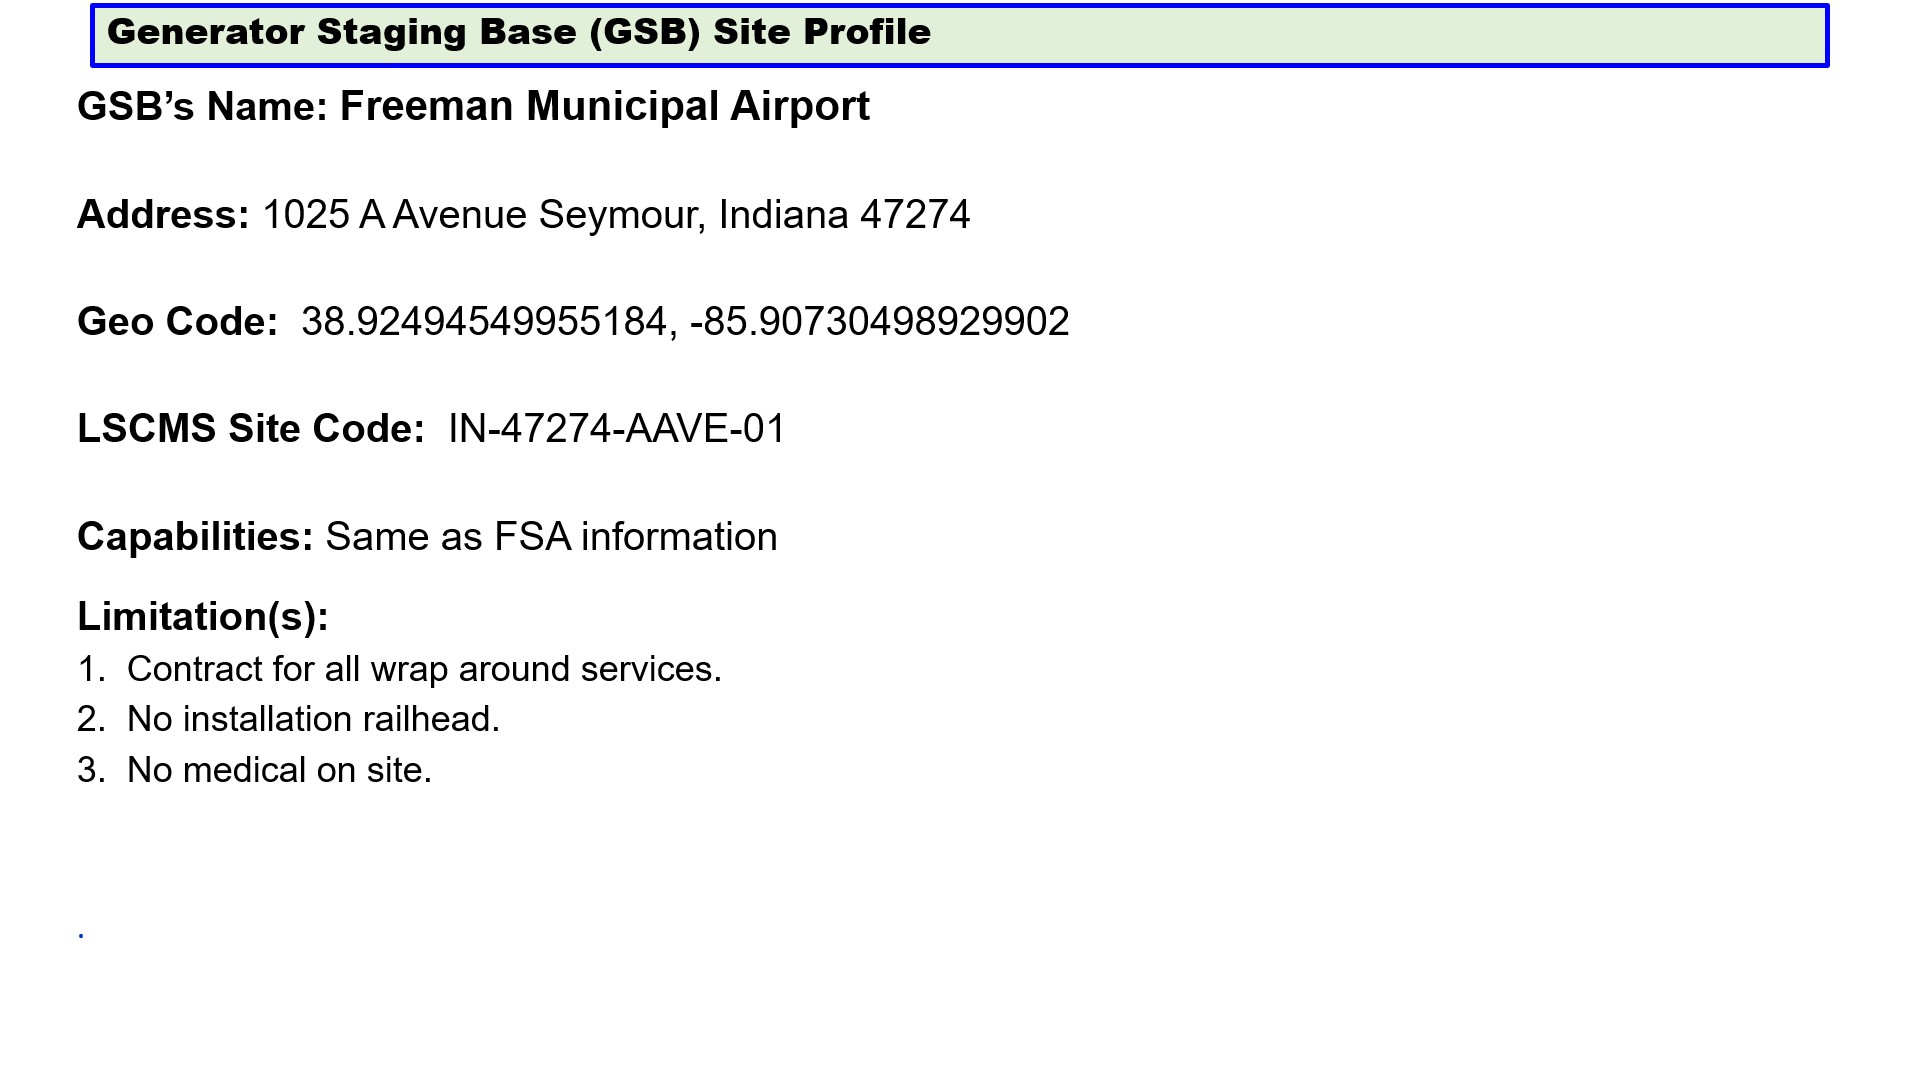 Generator Staging Base (GSB) Site Profile
GSB’s Name: Freeman Municipal Airport
Address: 1025 A Avenue Seymour, Indiana 47274
Geo Code:  38.92494549955184, -85.90730498929902
LSCMS Site Code:  IN-47274-AAVE-01
Capabilities: Same as FSA information
Limitation(s):
1.  Contract for all wrap around services.
2.  No installation railhead.
3.  No medical on site.
.